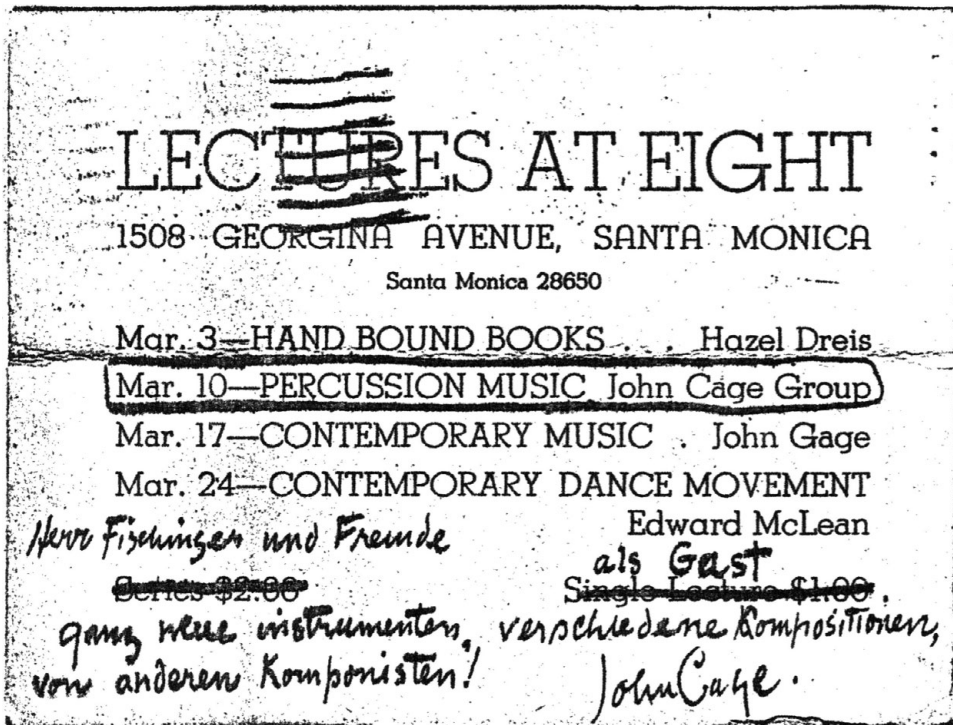 LECTURES AT EIGHT
1508 GEORGINA AVENUE, SANTA MONICA
Santa Monica 28650
Mar. 3—HAND BOUND BOOKS . . . Hazel Dreis
Mar. 10—PERCUSSION MUSIC John Cage Group
Mar. 17—CONTEMPORARY MUSIC . John Gage
Mar. 24—CONTEMPORARY DANCE MOVEMENT
Edward McLean
Herr Fischinger und Freunde
als Gast
Series $2.00 Single Lecture $1.00.
ganz neue instrumenten, verschiedene Kompositionen,
von anderen Komponisten!
John Cage.